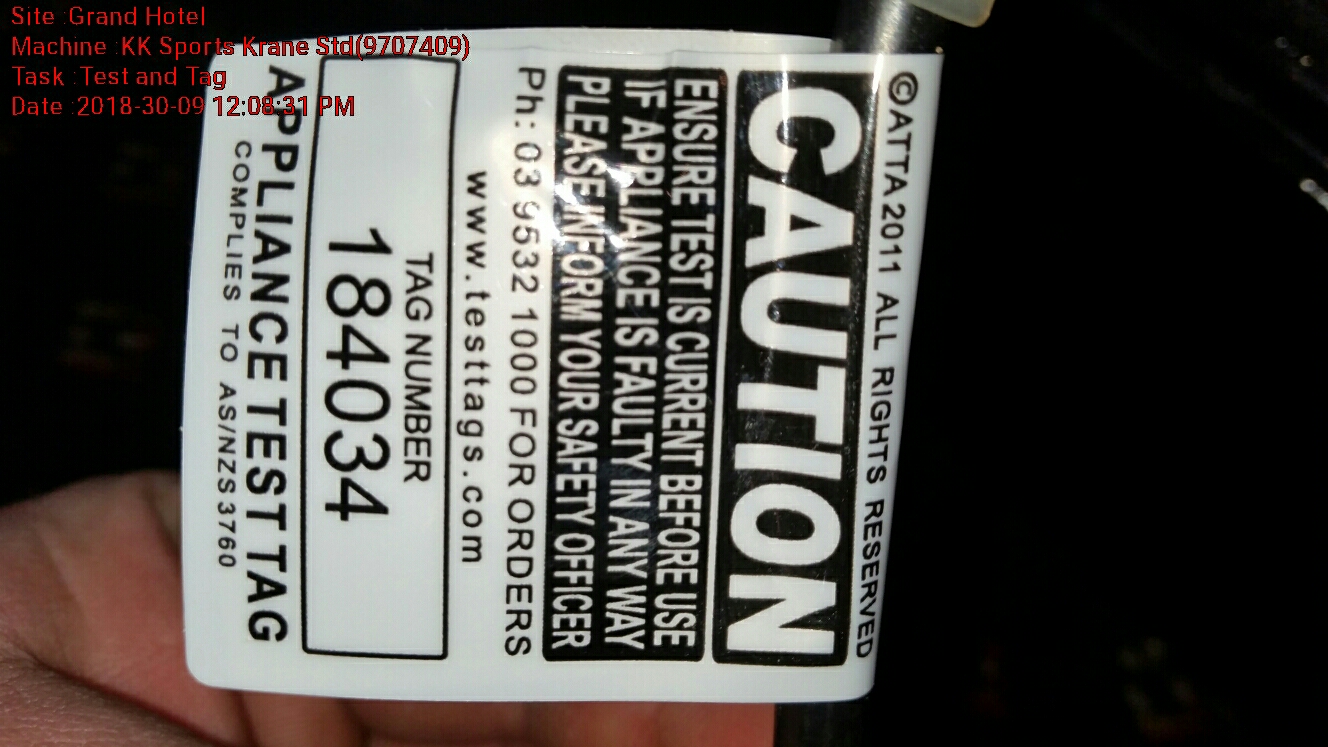 Site :Grand Hotel
Machine :KK Sports Krane Std(9707409)
Task :Test and Tag
Date :2018-30-09 12:08:31 PM
©ATTA 2011 ALL RIGHTS RESERVED
CAUTION
ENSURE TEST IS CURRENT BEFORE USE
IF APPLIANCE IS FAULTY IN ANY WAY
PLEASE INFORM YOUR SAFETY OFFICER
Ph: 03 9532 1000 FOR ORDERS
www.testtags.com
TAG NUMBER
184034
APPLIANCE TEST TAG
COMPLIES TO AS/NZS3760